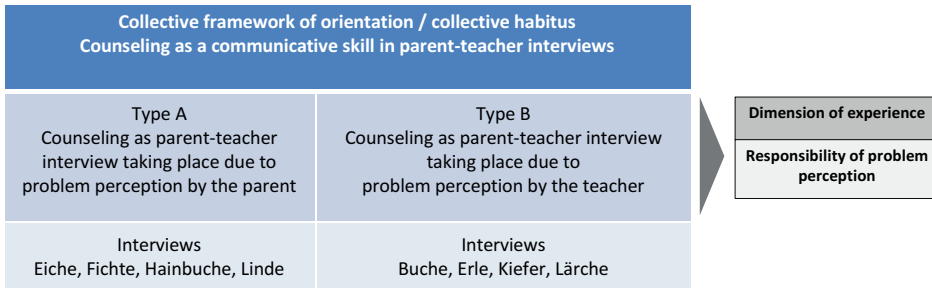 Collective framework of orientation / collective habitus
Counseling as a communicative skill in parent-teacher interviews
Type A
Counseling as parent-teacher
interview taking place due to
problem perception by the parent
Type B
Counseling as parent-teacher interview
taking place due to
problem perception by the teacher
Interviews
Eiche, Fichte, Hainbuche, Linde
Interviews
Buche, Erle, Kiefer, Lärche
Dimension of experience
Responsibility of problem
perception